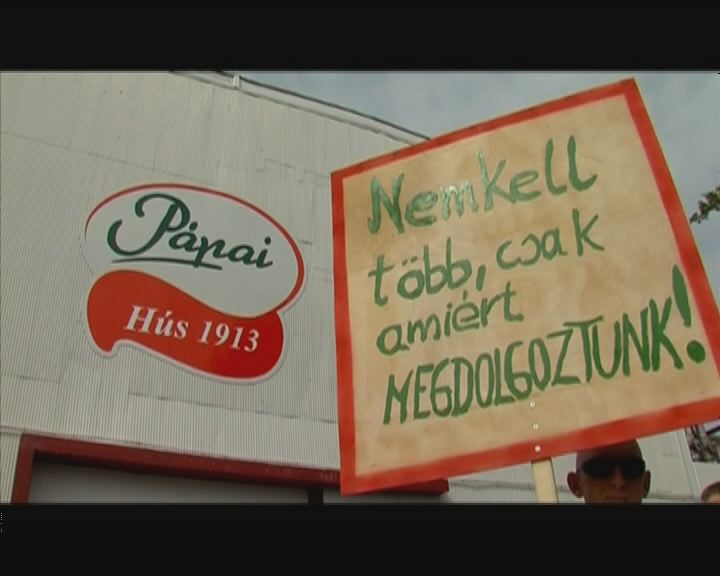 Pápai
Hús 1913
Nemkell
több, csak
amiért
MEGDOLGOZTUNK!